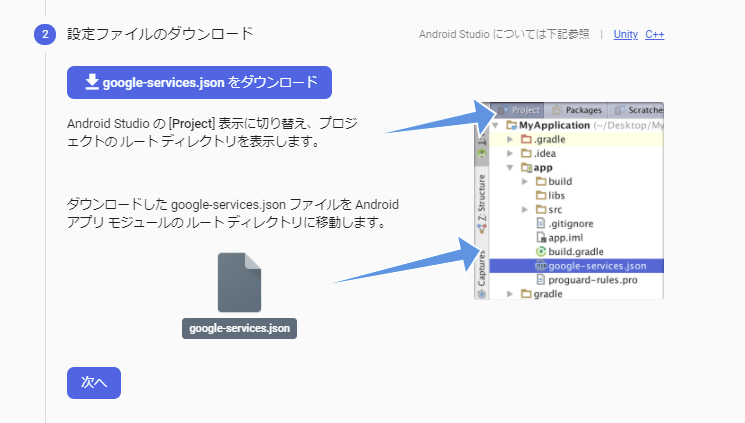 2 設定ファイルのダウンロード Android Studio については下記参照 | Unity C++
google-services.json をダウンロード
Android Studio の [Project] 表示に切り替え、プロジ
ェクトの ルート ディレクトリを表示します。
ダウンロードした google-services.json ファイルを Android
アプリ モジュールの ルート ディレクトリに移動します。
google-services.json
次へ
Project Packages Scratches
MyApplication (~/Desktop/My
.gradle
.idea
app
build
libs
src
.gitignore
app.iml
build.gradle
google-services.json
proguard-rules.pro
gradle
Z: Structure
Captures